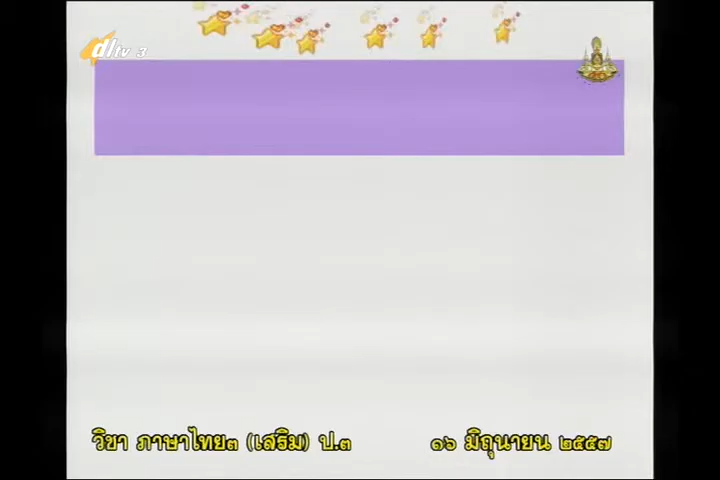 dltv 3
วิชา ภาษาไทย๓ (เสริม) ป.๓
๑๖ มิถุนายน ๒๕๕๗